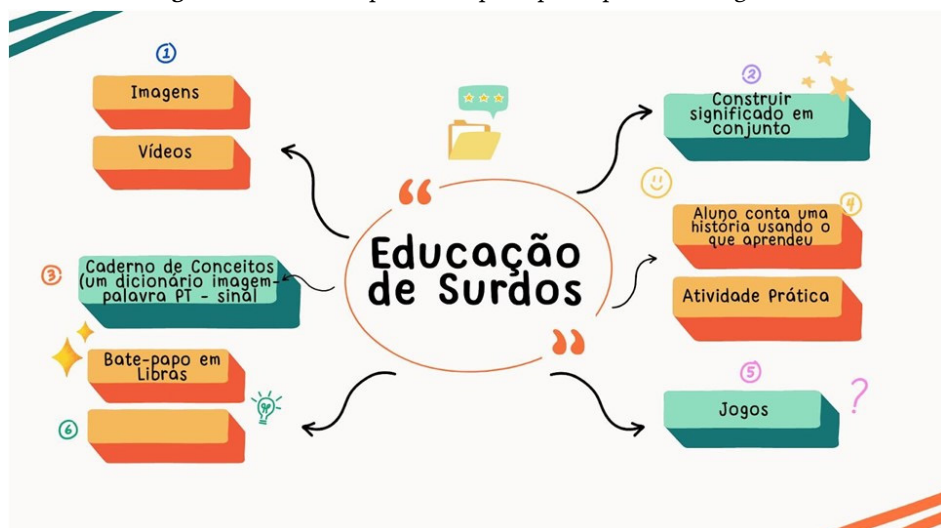 1
Imagens
Vídeos
2
Construir
significado em
conjunto
“
Educação
de Surdos
”
3
Caderno de Conceitos
(um dicionário imagem-
palavra PT - sinal
4
Aluno conta uma
história usando o
que aprendeu
Atividade Prática
5
Jogos
?
Bate-papo em
Libras
6